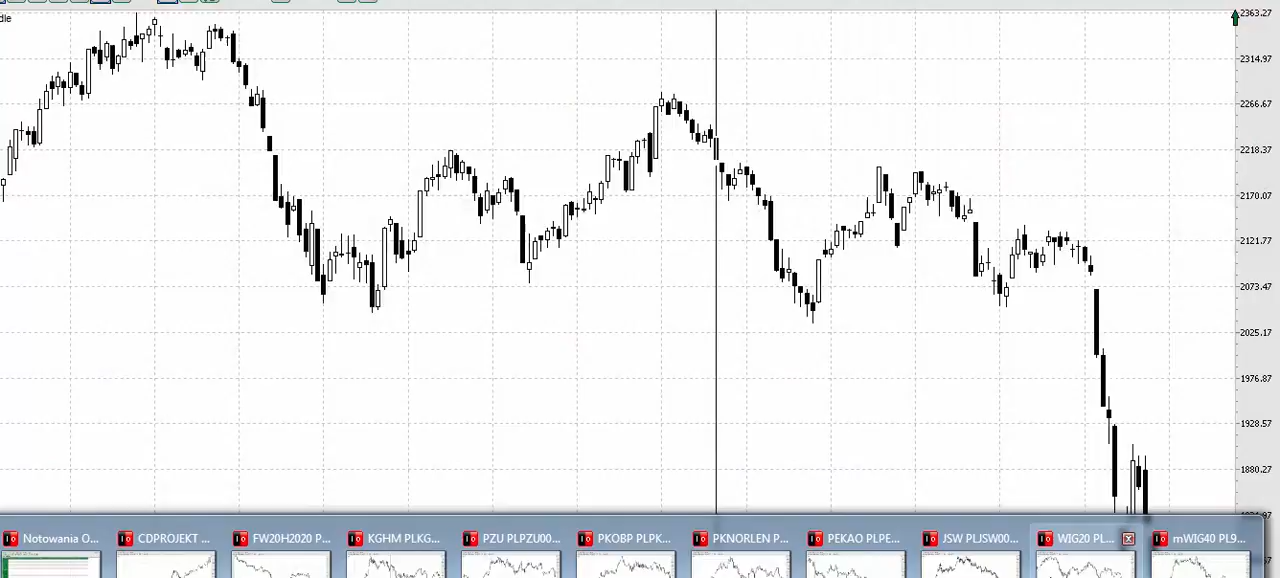 dle
2363.27
2314.97
2266.67
2218.37
2170.07
2121.77
2073.47
2025.17
1976.87
1928.57
1880.27
Notowania O...
CDPROJEKT ...
FW20H2020 P...
KGHM PLKG...
PZU PLPZU00...
PKOBP PLPK...
PKNORLEN P...
PEKAO PLPE...
JSW PLJSW00...
WIG20 PL...
mWIG40 PL9...